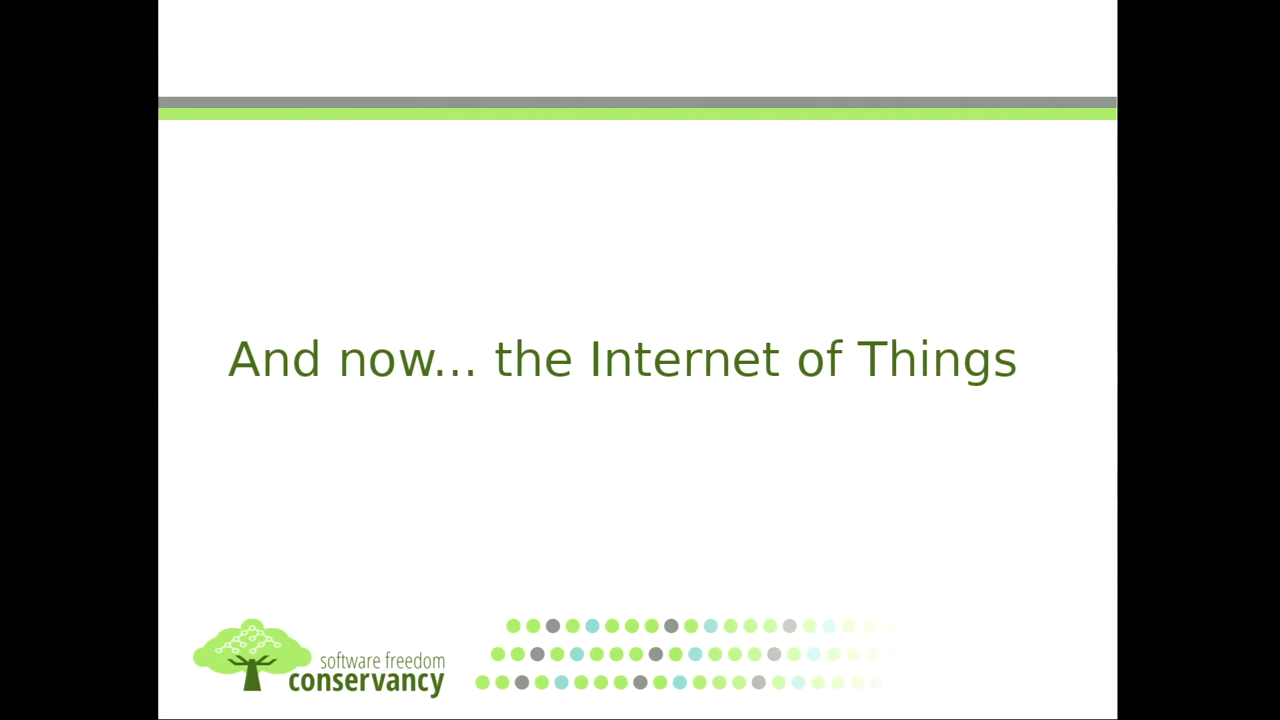 And now... the Internet of Things
software freedom
conservancy